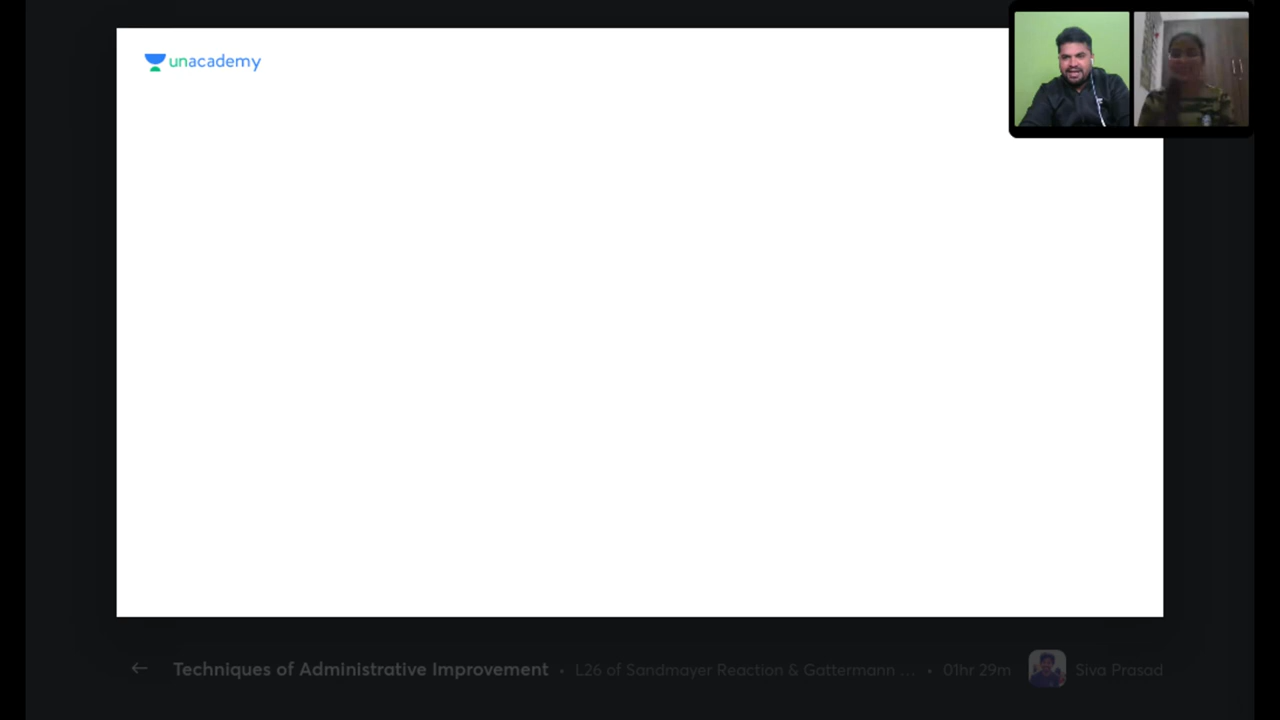 unacademy
Techniques of Administrative Improvement • L26 of Sandmayer Reaction & Gattermann ... • 01hr 29m Siva Prasad